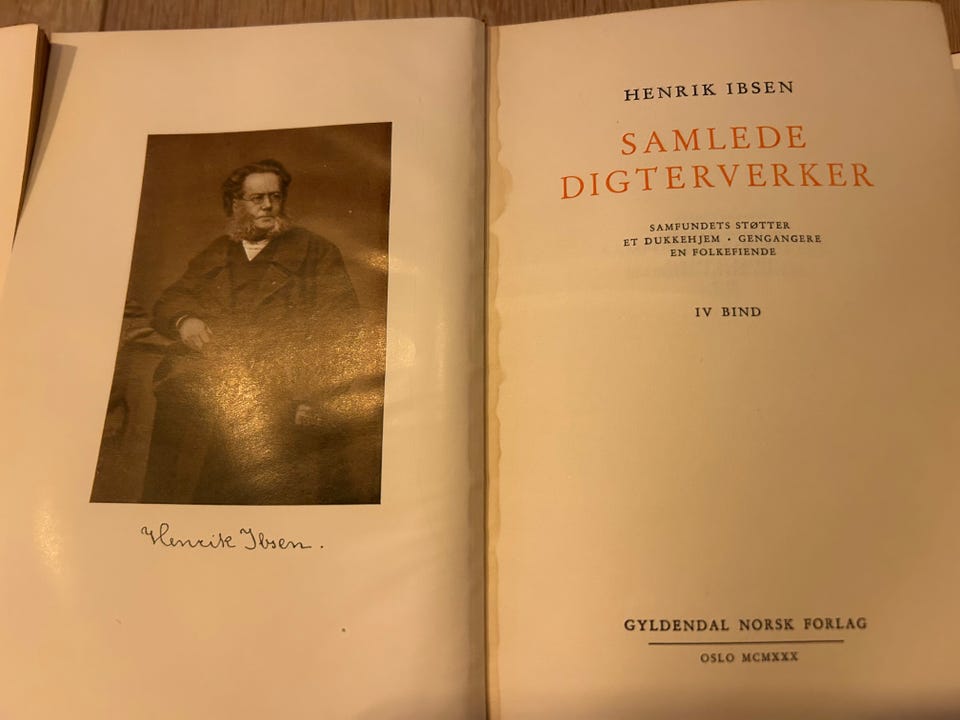 Henrik Ibsen.
HENRIK IBSEN
SAMLEDE
DIGTERVERKER
SAMFUNDETS STØTTER
ET DUKKEHJEM · GENGANGERE
EN FOLKEFIENDE
IV BIND
GYLDENDAL NORSK FORLAG
OSLO MCMXXX